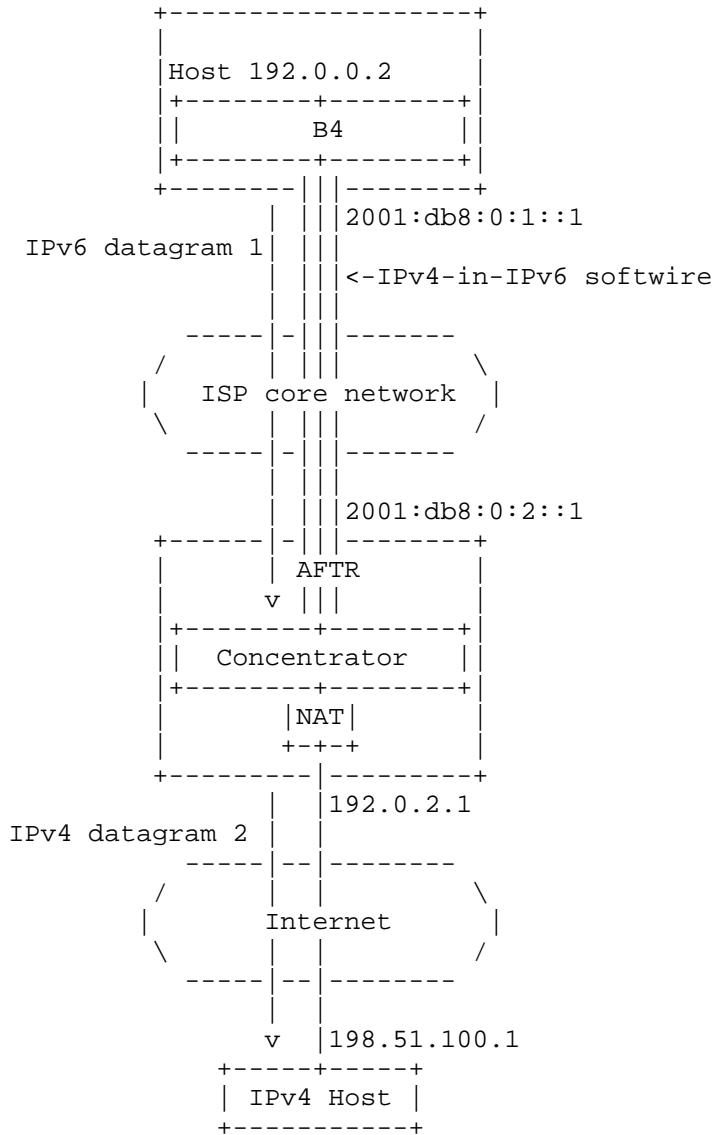 Host 192.0.0.2
B4
2001:db8:0:1::1
IPv6 datagram 1
<-IPv4-in-IPv6 softwire
ISP core network
2001:db8:0:2::1
AFTR
v
Concentrator
NAT
192.0.2.1
IPv4 datagram 2
Internet
v 198.51.100.1
IPv4 Host